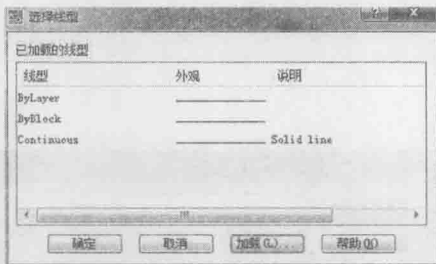 选择线型
已加载的线型
线型 外观 说明
ByLayer
ByBlock
Continuous Solid line
确定 取消 加载(L)... 帮助(H)